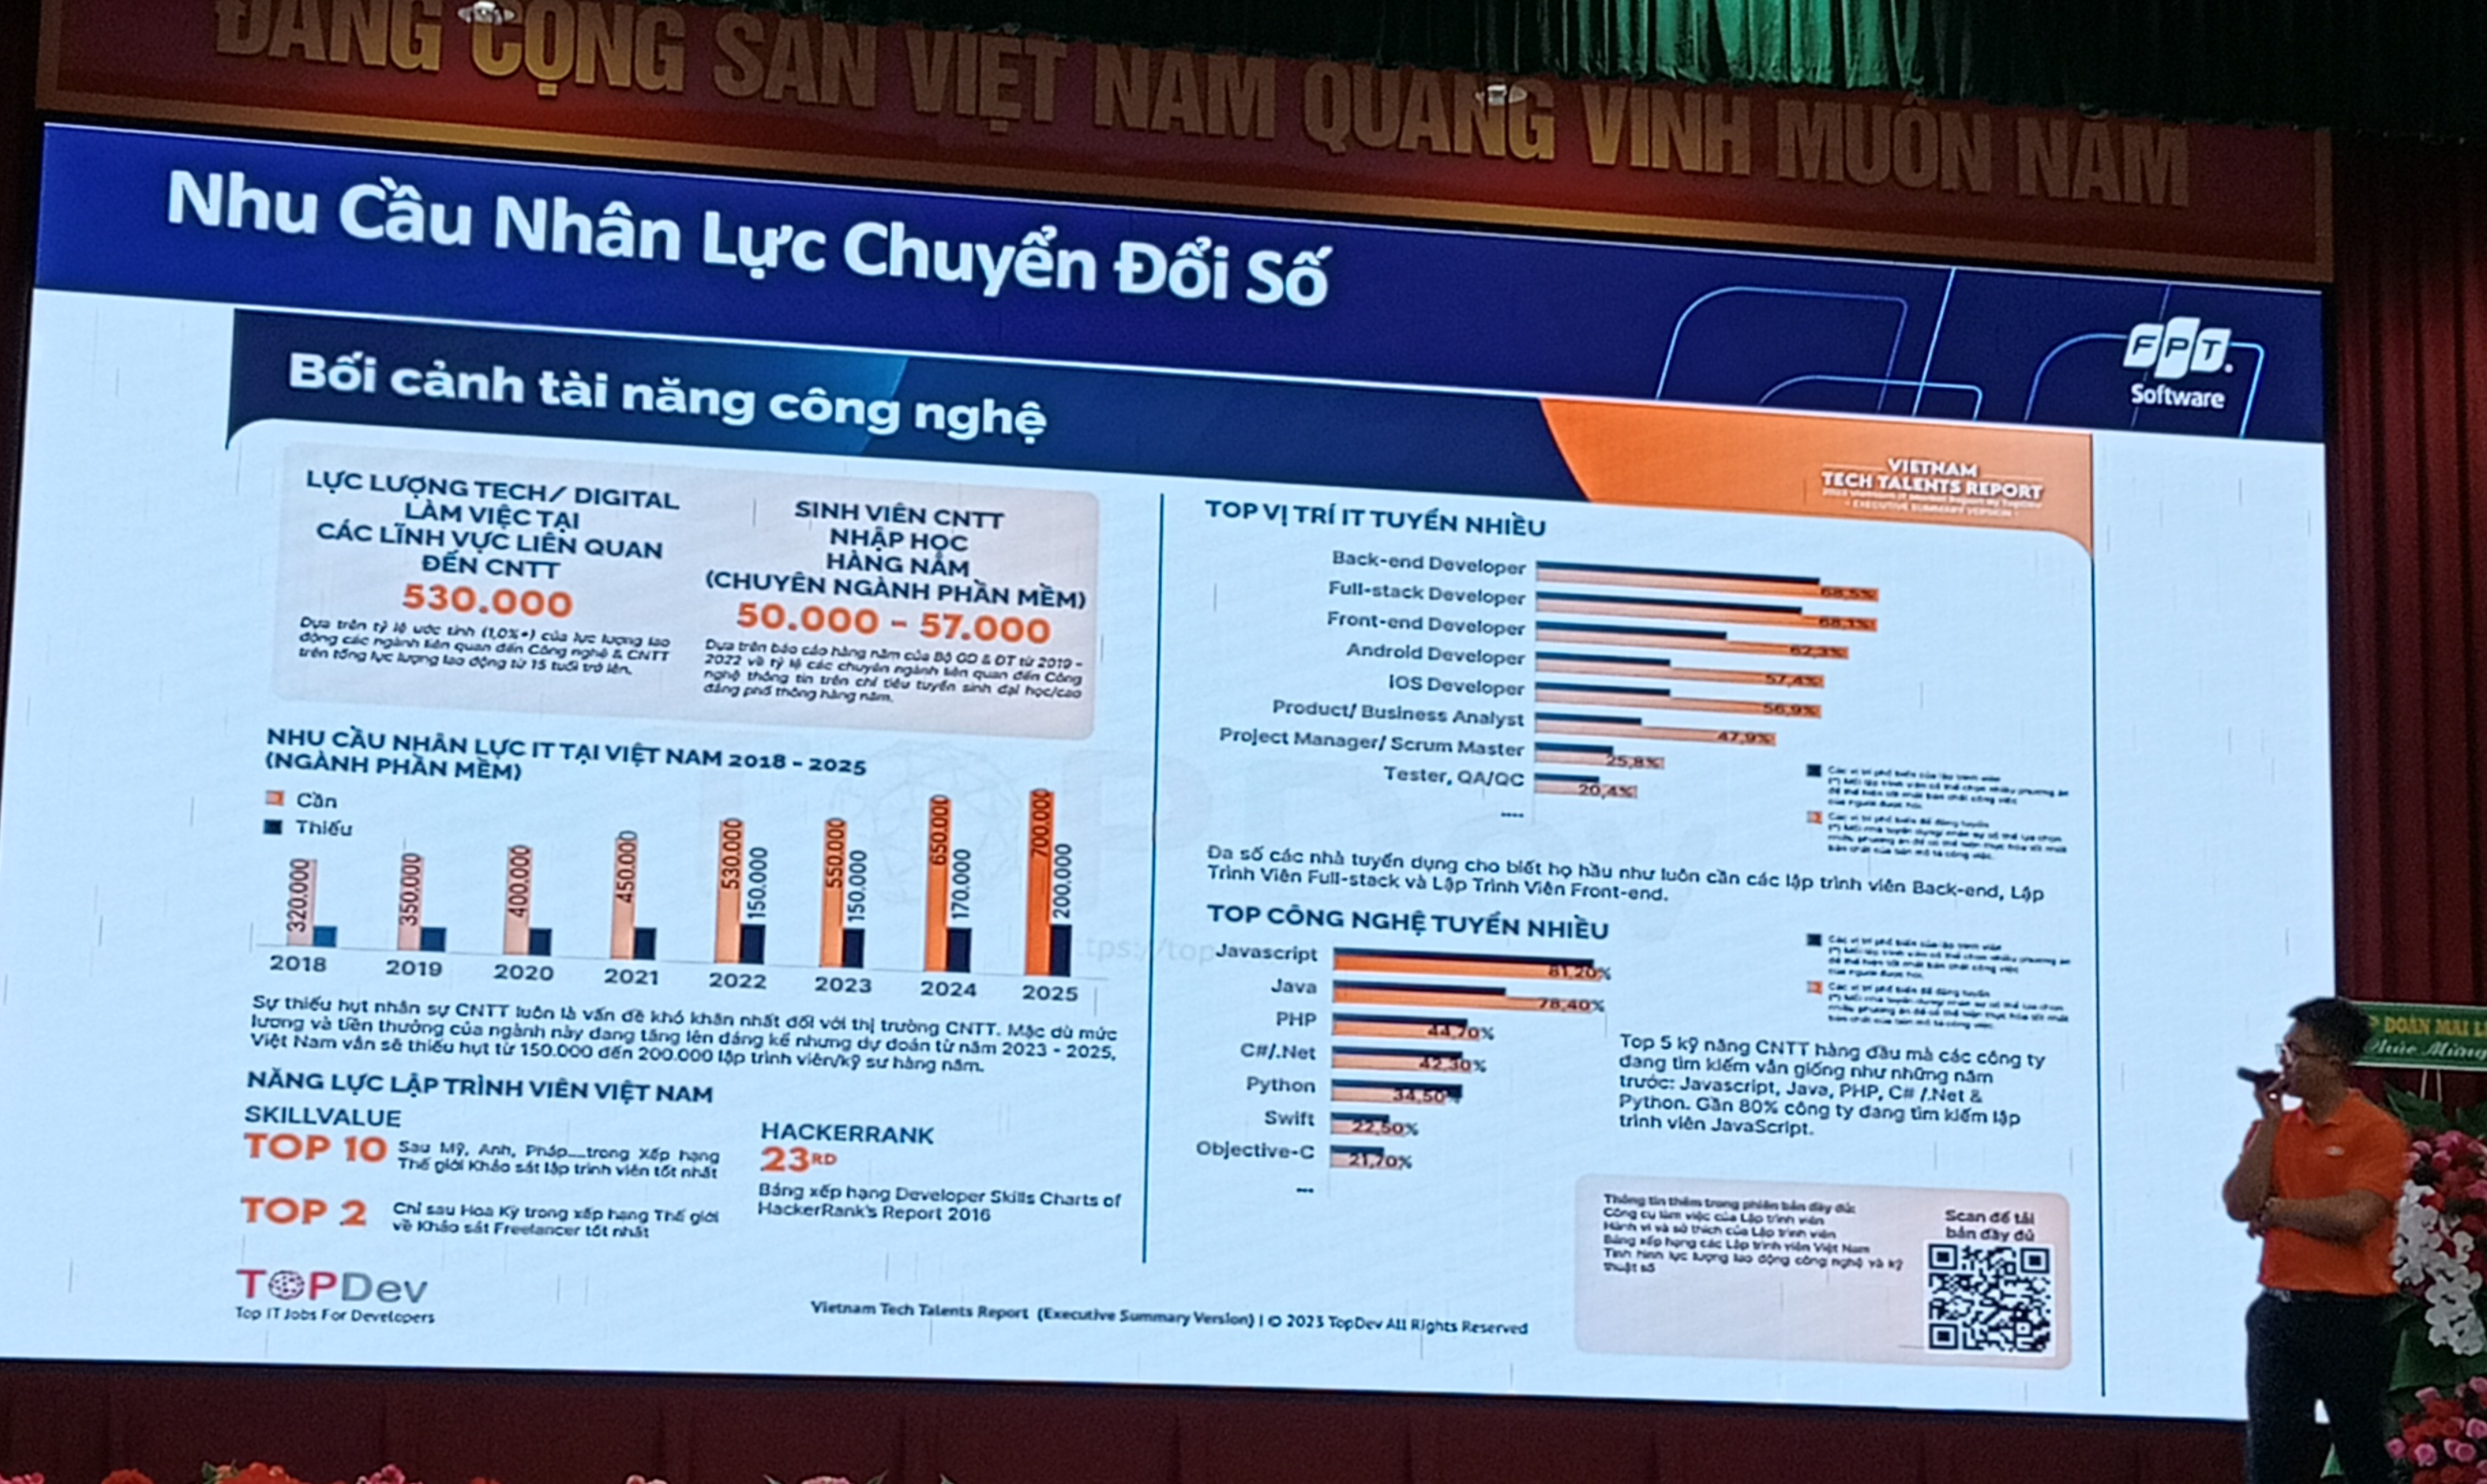 ĐẢNG CỘNG SẢN VIỆT NAM QUANG VINH MUÔN NĂM
Nhu Cầu Nhân Lực Chuyển Đổi Số
FPT.
Software
Bối cảnh tài năng công nghệ
VIETNAM
TECH TALENTS REPORT
LỰC LƯỢNG TECH/ DIGITAL
LÀM VIỆC TẠI
CÁC LĨNH VỰC LIÊN QUAN
ĐẾN CNTT
530.000
Dựa trên tỷ lệ ước tính (1,0%+) của lực lượng lao
động các ngành liên quan đến Công nghệ & CNTT
trên tổng lực lượng lao động từ 15 tuổi trở lên.
SINH VIÊN CNTT
NHẬP HỌC
HÀNG NĂM
(CHUYÊN NGÀNH PHẦN MỀM)
50.000 - 57.000
Dựa trên báo cáo hàng năm của Bộ GD & ĐT từ 2019 -
2022 về tỷ lệ các chuyên ngành liên quan đến Công
nghệ thông tin trên chỉ tiêu tuyển sinh đại học/cao
đẳng phổ thông hàng năm.
NHU CẦU NHÂN LỰC IT TẠI VIỆT NAM 2018 - 2025
(NGÀNH PHẦN MỀM)
Cần
Thiếu
320.000
350.000
400.000
450.000
530.000
150.000
550.000
150.000
650.000
170.000
700.000
200.000
2018
2019
2020
2021
2022
2023
2024
2025
Sự thiếu hụt nhân sự CNTT luôn là vấn đề khó khăn nhất đối với thị trường CNTT. Mặc dù mức
lương và tiền thưởng của ngành này đang tăng lên đáng kể nhưng dự đoán từ năm 2023 - 2025,
Việt Nam vẫn sẽ thiếu hụt từ 150.000 đến 200.000 lập trình viên/kỹ sư hàng năm.
NĂNG LỰC LẬP TRÌNH VIÊN VIỆT NAM
SKILLVALUE
TOP 10
Sau Mỹ, Anh, Pháp....trong Xếp hạng
Thế giới Khảo sát lập trình viên tốt nhất
TOP 2
Chỉ sau Hoa Kỳ trong xếp hạng Thế giới
về Khảo sát Freelancer tốt nhất
HACKERRANK
23RD
Bảng xếp hạng Developer Skills Charts of
HackerRank's Report 2016
TOPDev
Top IT Jobs For Developers
TOP VỊ TRÍ IT TUYỂN NHIỀU
Back-end Developer 68,5%
Full-stack Developer 68,1%
Front-end Developer 62,3%
Android Developer 57,4%
iOS Developer 56,9%
Product/ Business Analyst 47,9%
Project Manager/ Scrum Master 25,8%
Tester, QA/QC 20,4%
....
Đa số các nhà tuyển dụng cho biết họ hầu như luôn cần các lập trình viên Back-end, Lập
Trình Viên Full-stack và Lập Trình Viên Front-end.
TOP CÔNG NGHỆ TUYỂN NHIỀU
Javascript 81,20%
Java 78,40%
PHP 44,70%
C#/.Net 42,30%
Python 34,50%
Swift 22,50%
Objective-C 21,70%
...
Top 5 kỹ năng CNTT hàng đầu mà các công ty
đang tìm kiếm vẫn giống như những năm
trước: Javascript, Java, PHP, C# /.Net &
Python. Gần 80% công ty đang tìm kiếm lập
trình viên JavaScript.
Thông tin thêm trong phiên bản đầy đủ:
Công cụ làm việc của Lập trình viên
Hành vi và sở thích của Lập trình viên
Bảng xếp hạng các Lập trình viên Việt Nam
Tình hình lực lượng lao động công nghệ và kỹ
thuật số
Scan để tải
bản đầy đủ
Vietnam Tech Talents Report (Executive Summary Version) | © 2023 TopDev All Rights Reserved
DOÀN MAI